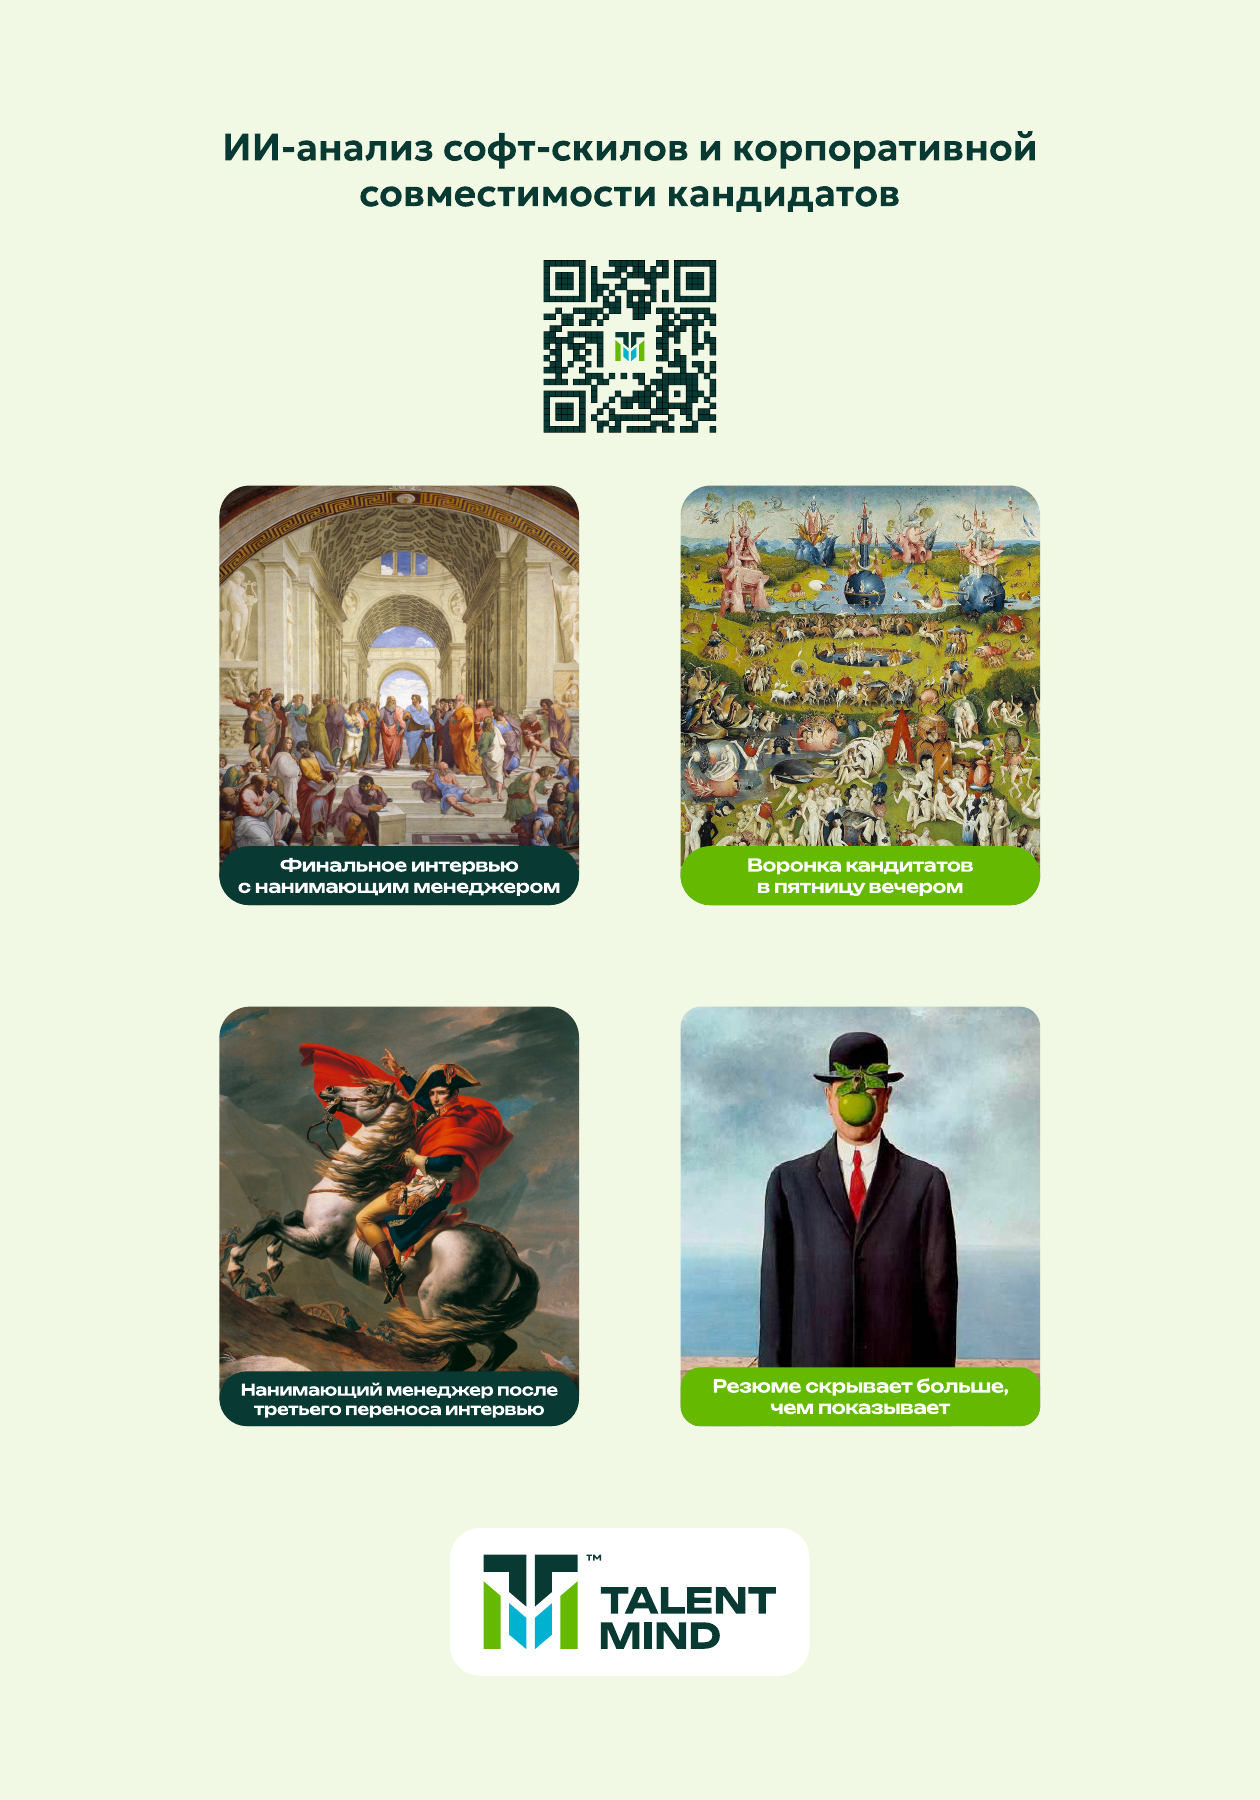 ИИ-анализ софт-скилов и корпоративной
совместимости кандидатов
Финальное интервью
с нанимающим менеджером
Воронка кандитатов
в пятницу вечером
Нанимающий менеджер после
третьего переноса интервью
Резюме скрывает больше,
чем показывает
TM
TALENT
MIND